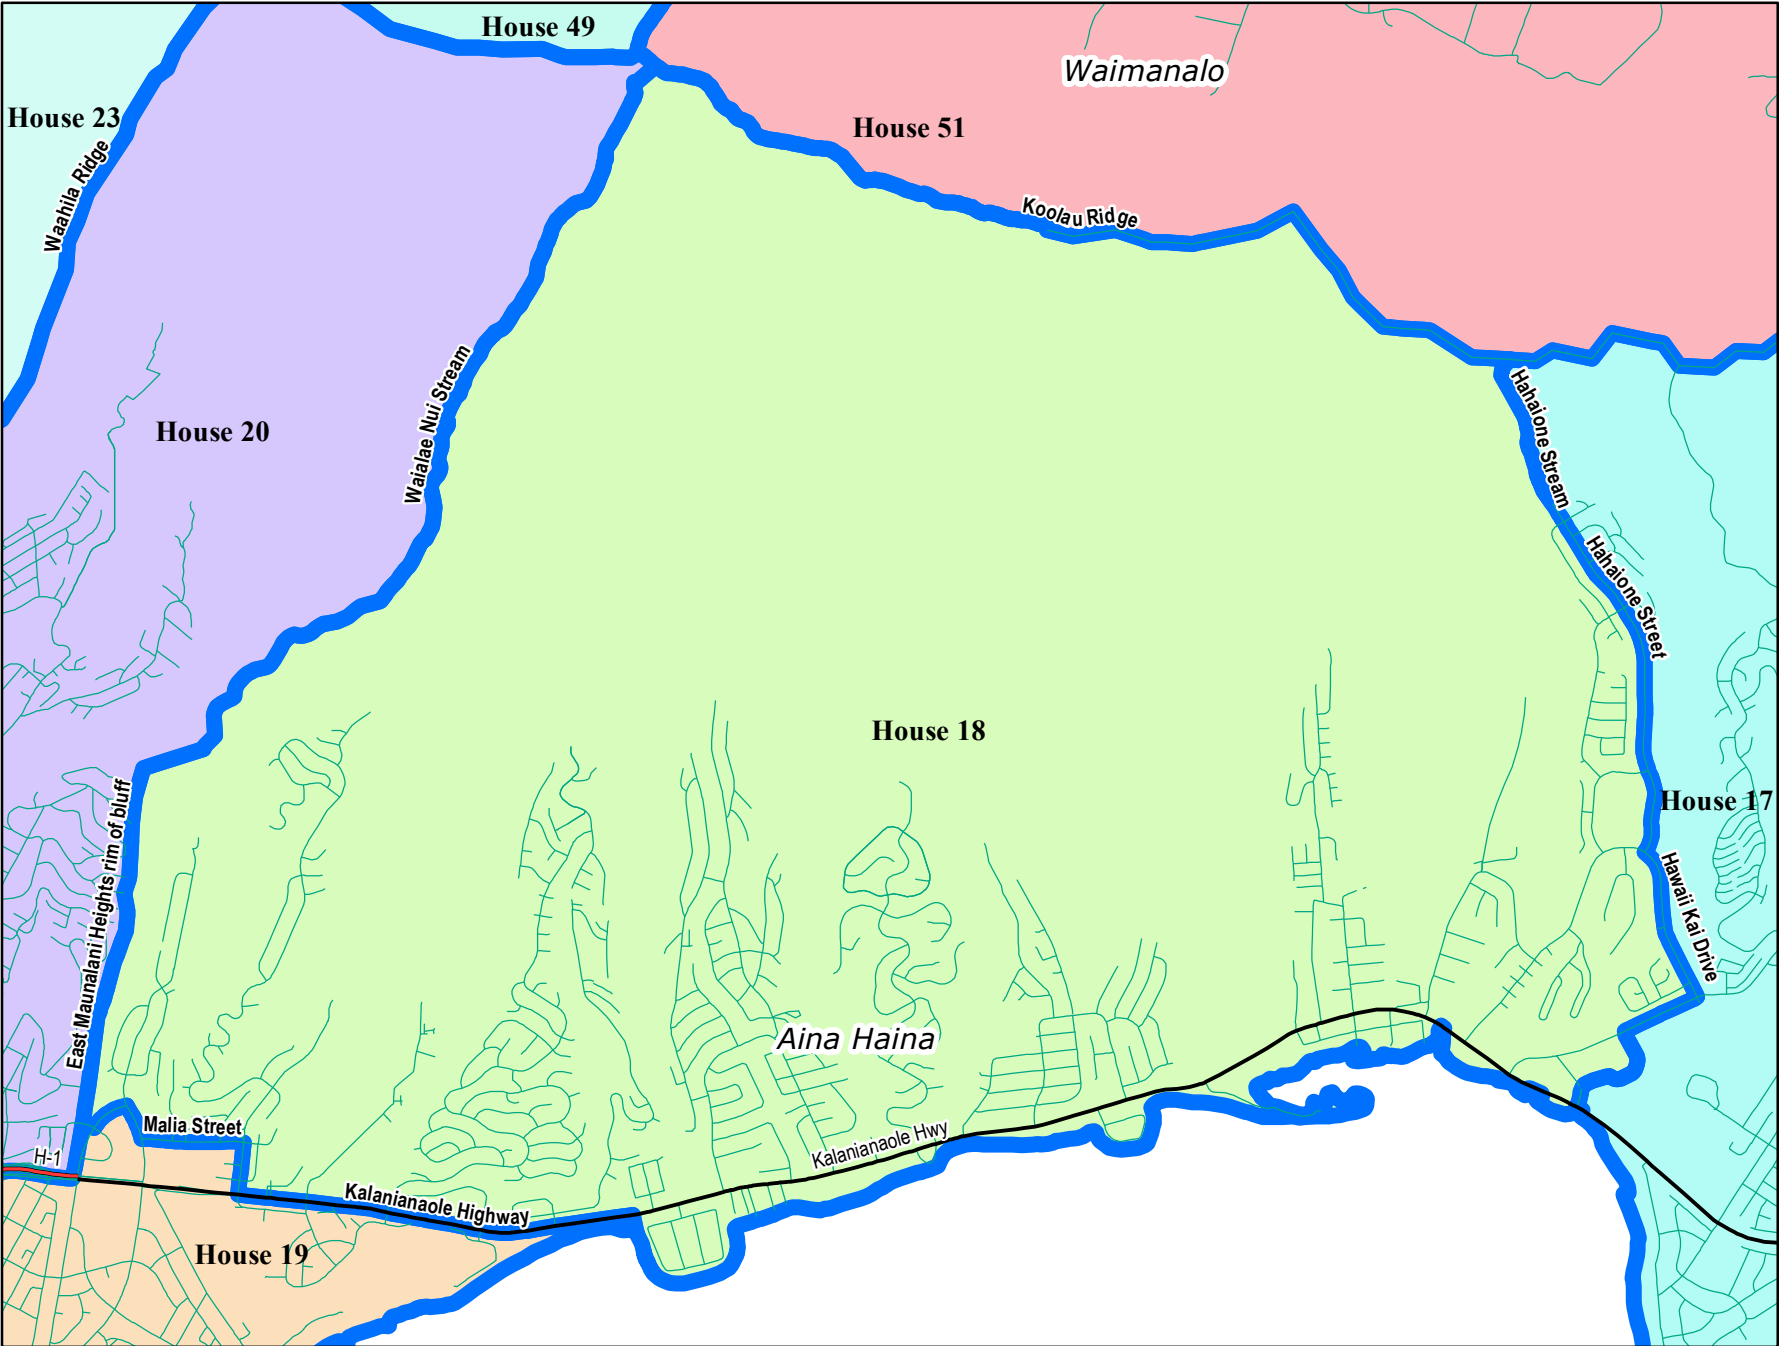 House 49
Waimanalo
House 23
House 51
Waahila Ridge
Koolau Ridge
Waialae Nui Stream
Hahaione Stream
House 20
Hahaione Street
House 18
House 17
East Maunalani Heights rim of bluff
Hawaii Kai Drive
Aina Haina
Malia Street
Kalanianaole Hwy
H-1
Kalanianaole Highway
House 19